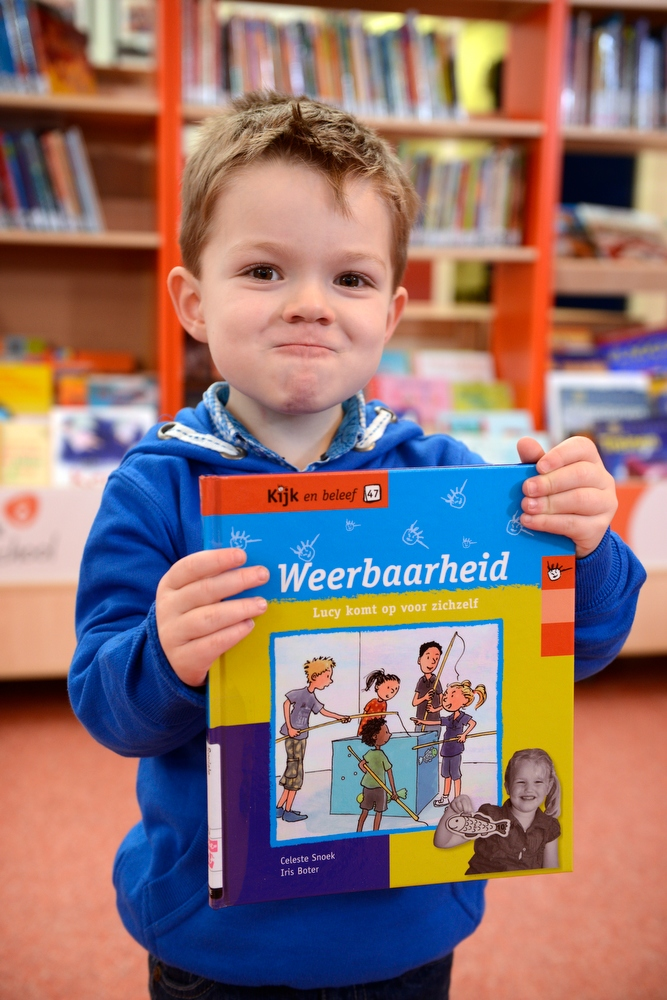 Kijk en beleef 47
Weerbaarheid
Lucy komt op voor zichzelf
Celeste Snoek
Iris Boter